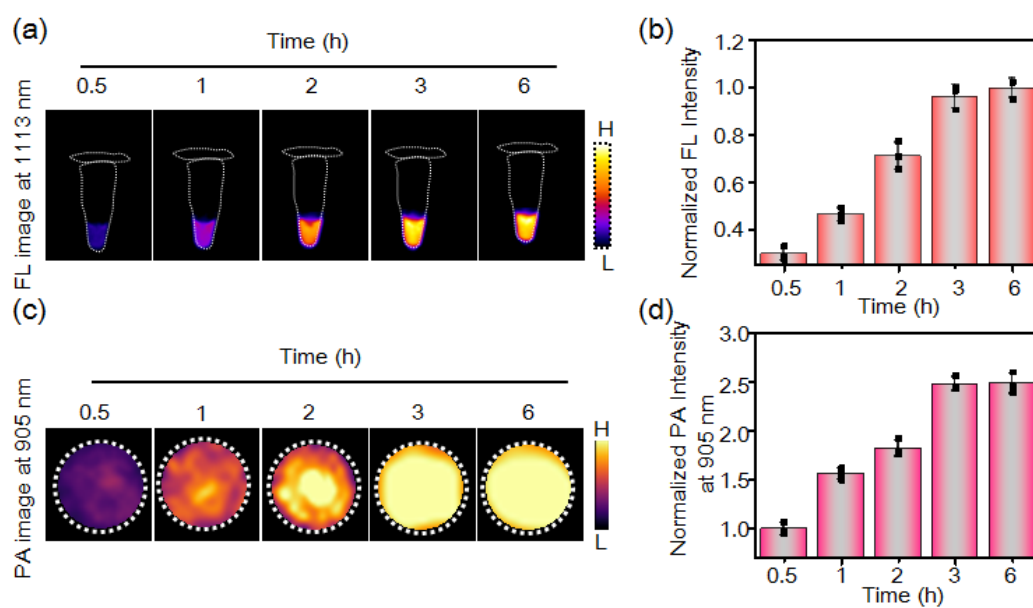 (a)
Time (h)
0.5 1 2 3 6
FL image at 1113 nm
H
L
(b)
Normalized FL Intensity
1.2
1.0
0.8
0.6
0.4
0.5 1 2 3 6
Time (h)
(c)
Time (h)
0.5 1 2 3 6
PA image at 905 nm
H
L
(d)
Normalized PA Intensity
at 905 nm
3.0
2.5
2.0
1.5
1.0
0.5 1 2 3 6
Time (h)